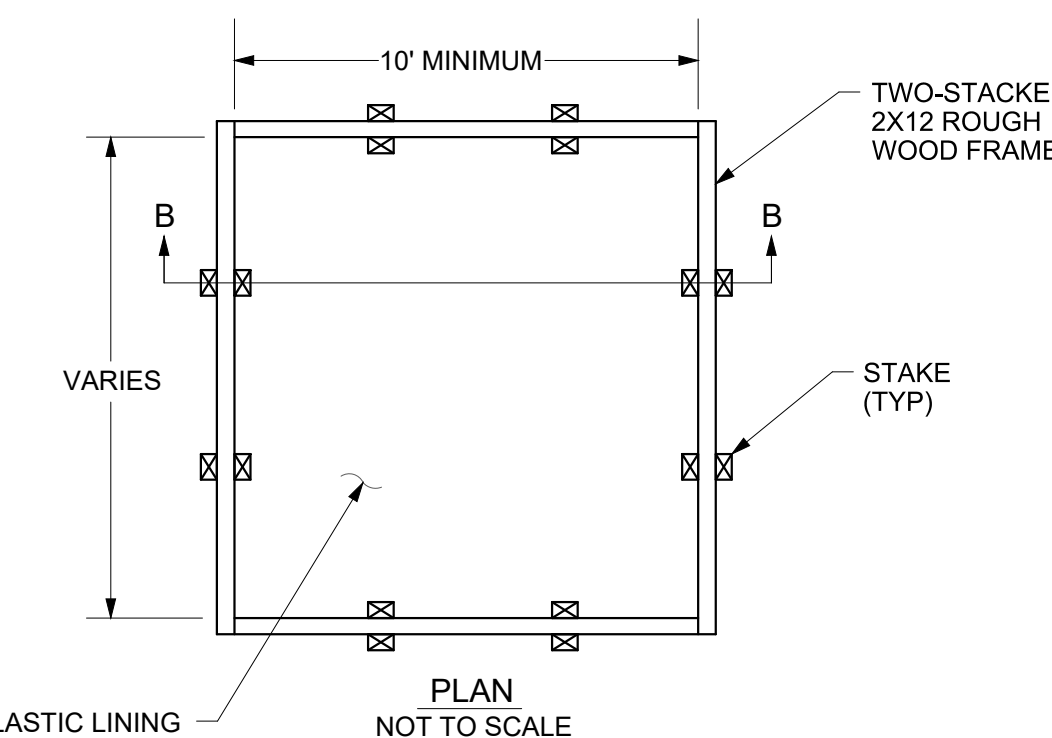 10' MINIMUM
TWO-STACKE
2X12 ROUGH
WOOD FRAME
B
B
VARIES
STAKE
(TYP)
LASTIC LINING
PLAN
NOT TO SCALE